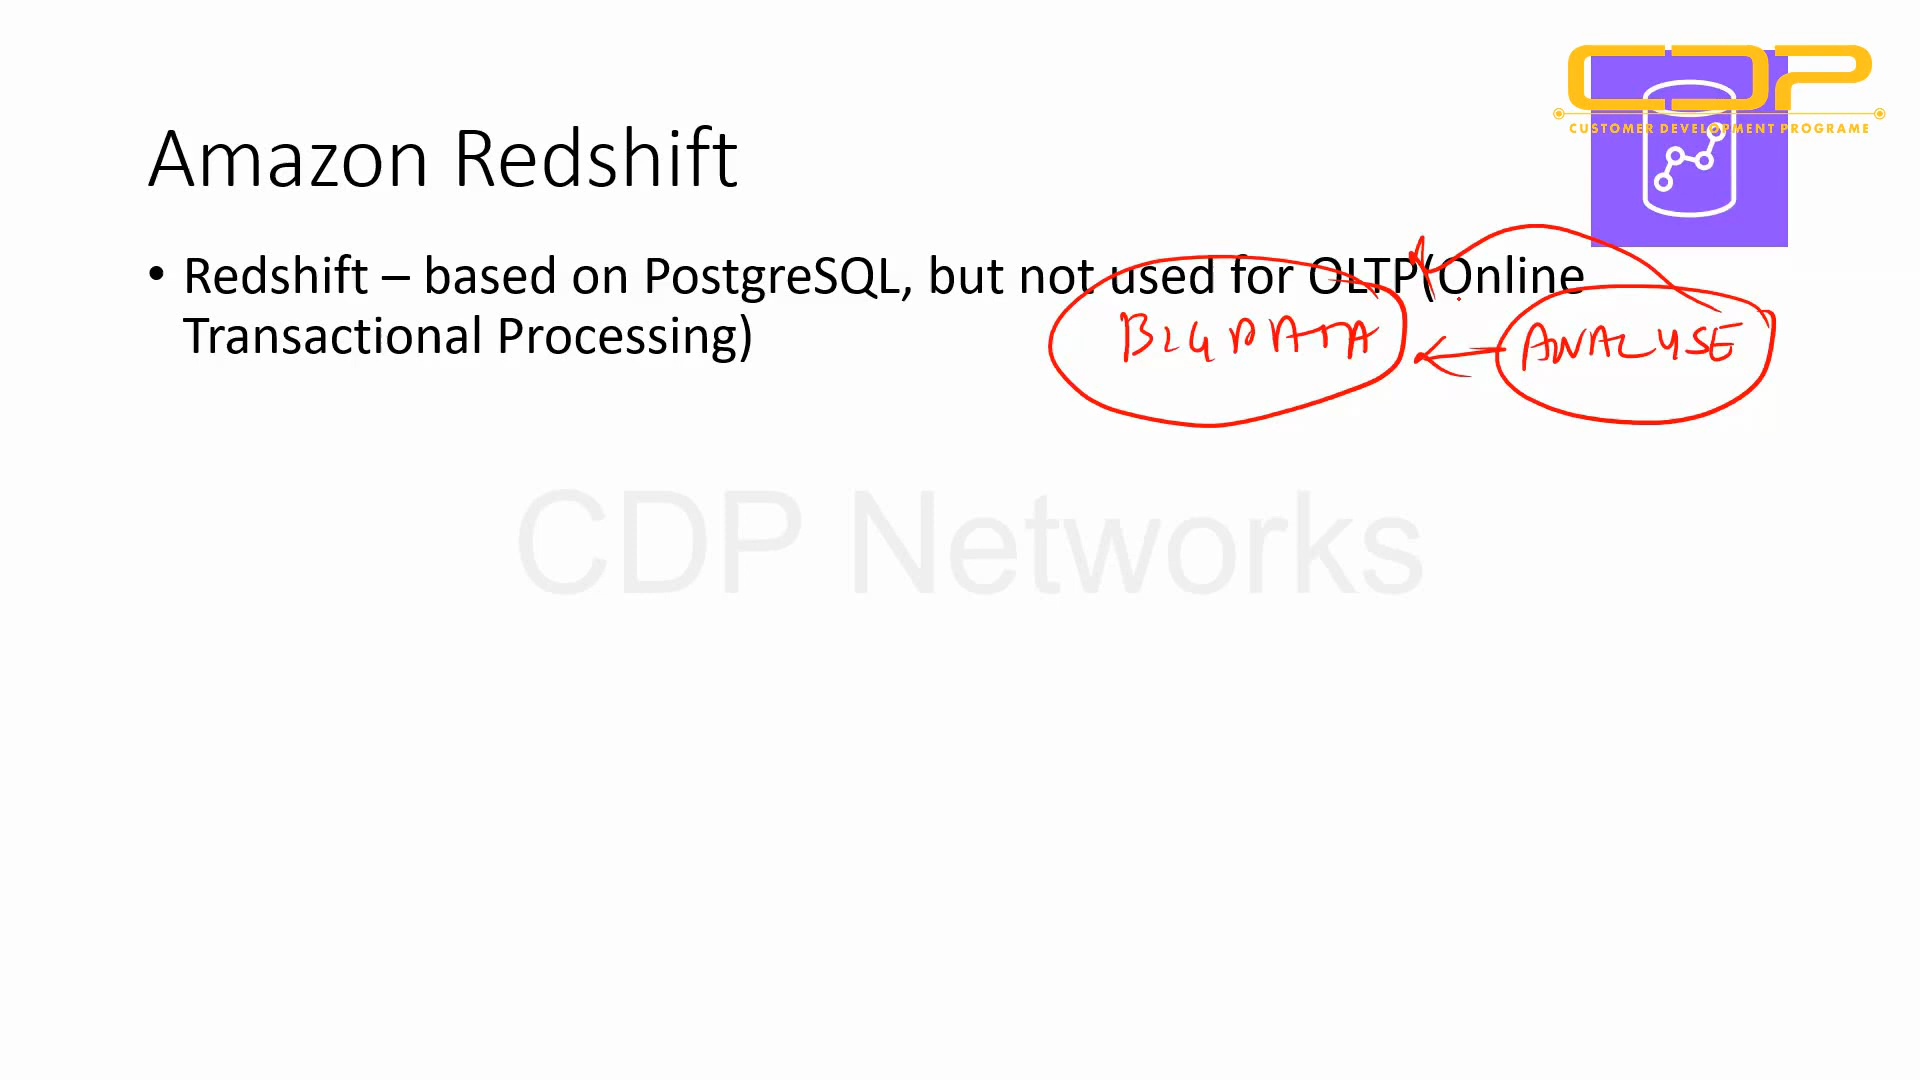 CUSTOMER DEVELOPMENT PROGRAME
Amazon Redshift
• Redshift – based on PostgreSQL, but not used for OLTP(Online
Transactional Processing)
BIG DATA
ANALYSE
CDP Networks